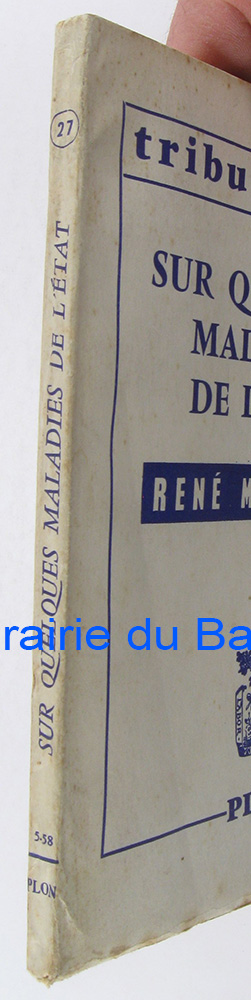 27
SUR QUELQUES MALADIES DE L'ÉTAT
5-58
PLON
tribu
SUR QU
MAL
DE L
RENÉ M
rairie du Ba
PL